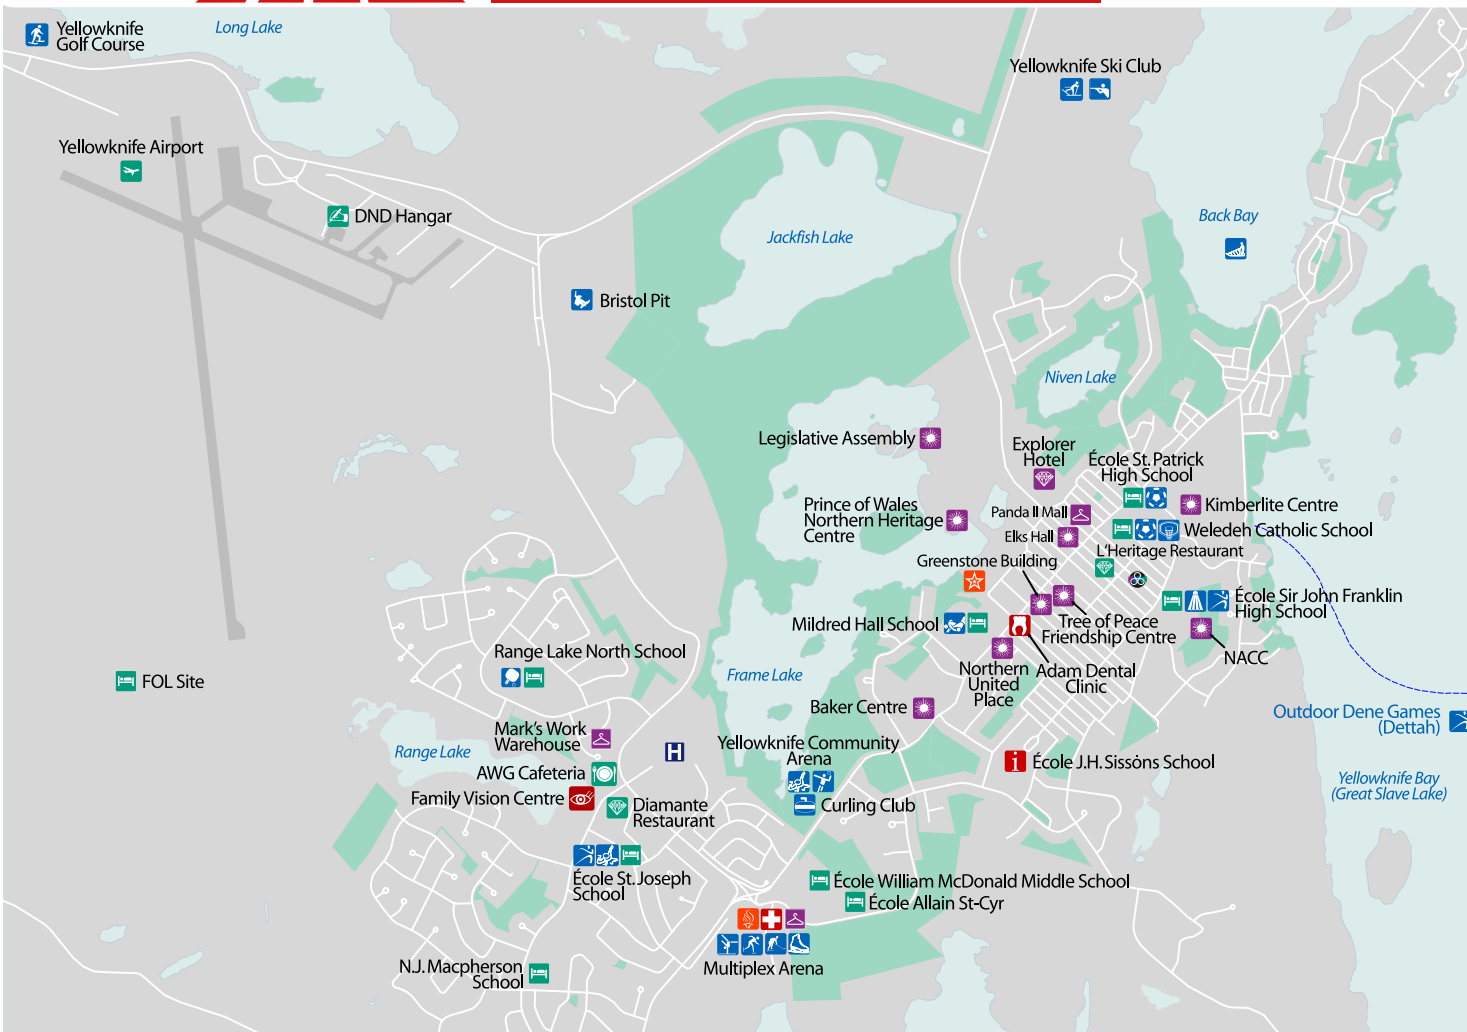 Yellowknife
Golf Course
Long Lake
Yellowknife Ski Club
Yellowknife Airport
DND Hangar
Back Bay
Jackfish Lake
Bristol Pit
Niven Lake
Legislative Assembly
Explorer
Hotel
École St. Patrick
High School
Prince of Wales
Northern Heritage
Centre
Panda II Mall
Kimberlite Centre
Elks Hall
Weledeh Catholic School
L'Heritage Restaurant
Greenstone Building
École Sir John Franklin
High School
Mildred Hall School
Tree of Peace
Friendship Centre
NACC
Range Lake North School
Northern
United
Place
Adam Dental
Clinic
Frame Lake
FOL Site
Baker Centre
Outdoor Dene Games
(Dettah)
Mark's Work
Warehouse
Range Lake
H
Yellowknife Community
Arena
i
École J.H. Sissons School
AWG Cafeteria
Yellowknife Bay
(Great Slave Lake)
Family Vision Centre
Diamante
Restaurant
Curling Club
École St. Joseph
School
École William McDonald Middle School
École Allain St-Cyr
Multiplex Arena
N.J. Macpherson
School